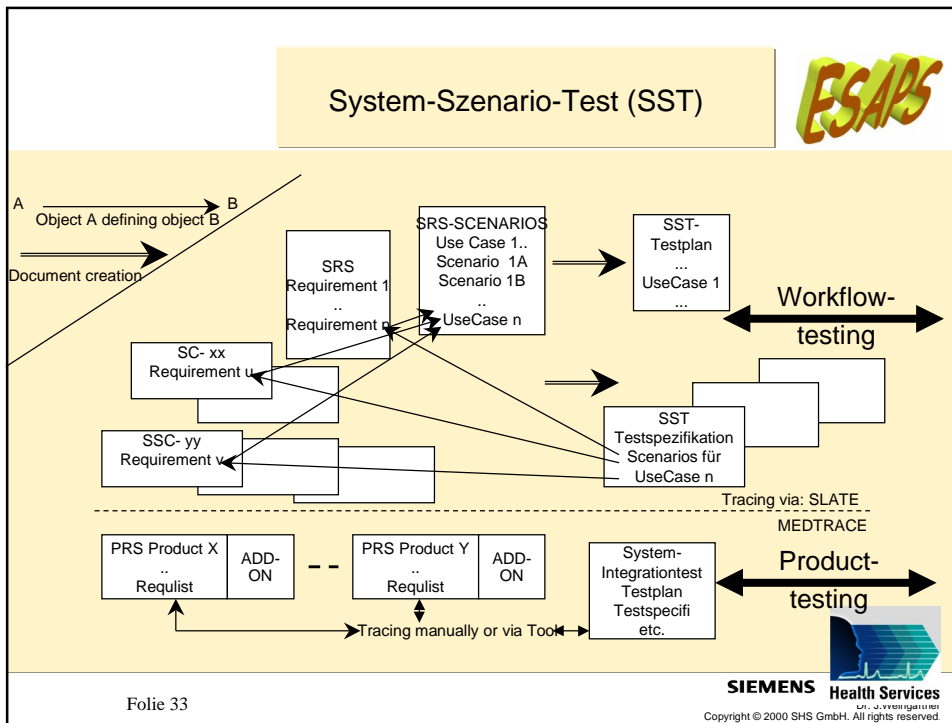 System-Szenario-Test (SST)
ESAPS
A
B
Object A defining object B
Document creation
SRS
Requirement 1
..
Requirement n
SRS-SCENARIOS
Use Case 1..
Scenario 1A
Scenario 1B
..
UseCase n
SST-
Testplan
...
UseCase 1
...
Workflow-
testing
SC- xx
Requirement u
SSC- yy
Requirement v
SST
Testspezifikation
Scenarios für
UseCase n
Tracing via: SLATE
MEDTRACE
PRS Product X
..
Requlist
ADD-
ON
PRS Product Y
..
Requlist
ADD-
ON
System-
Integrationtest
Testplan
Testspecifi
etc.
Product-
testing
Tracing manually or via Tool
Folie 33
SIEMENS
Health Services
Dr. J.Weingärtner
Copyright © 2000 SHS GmbH. All rights reserved.